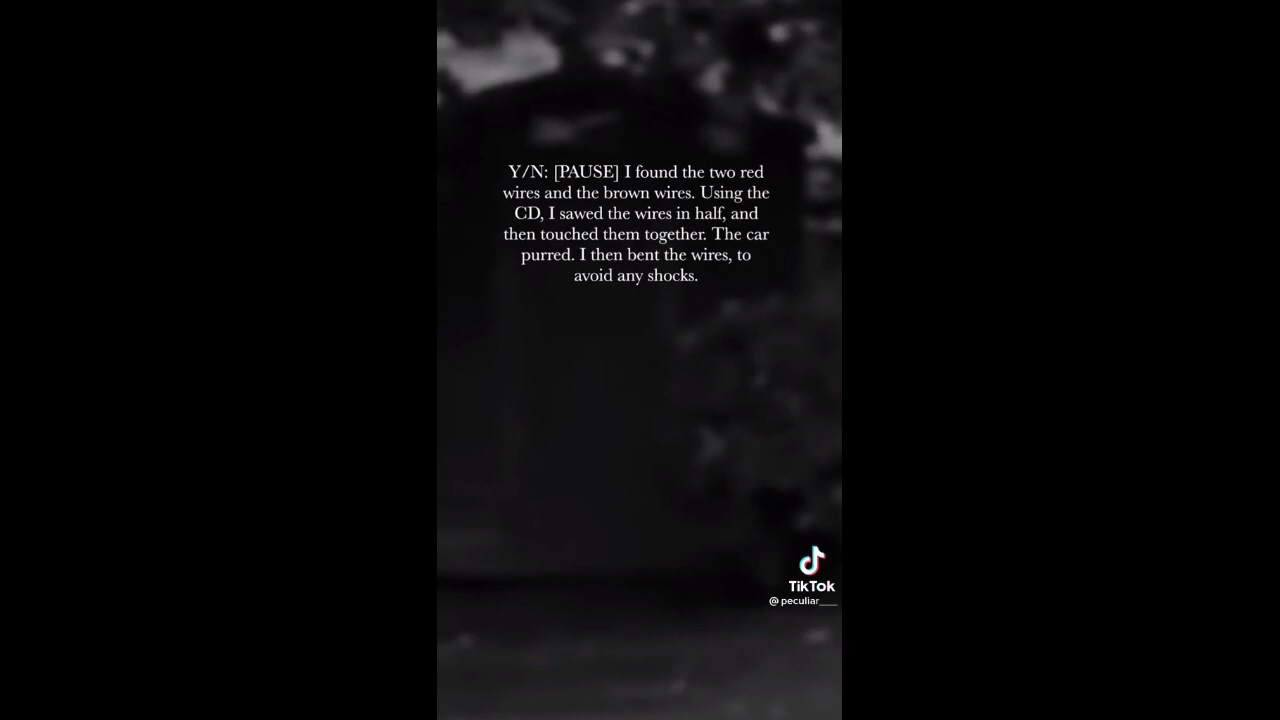 Y/N: [PAUSE] I found the two red
wires and the brown wires. Using the
CD, I sawed the wires in half, and
then touched them together. The car
purred. I then bent the wires, to
avoid any shocks.
TikTok
@ peculiar___